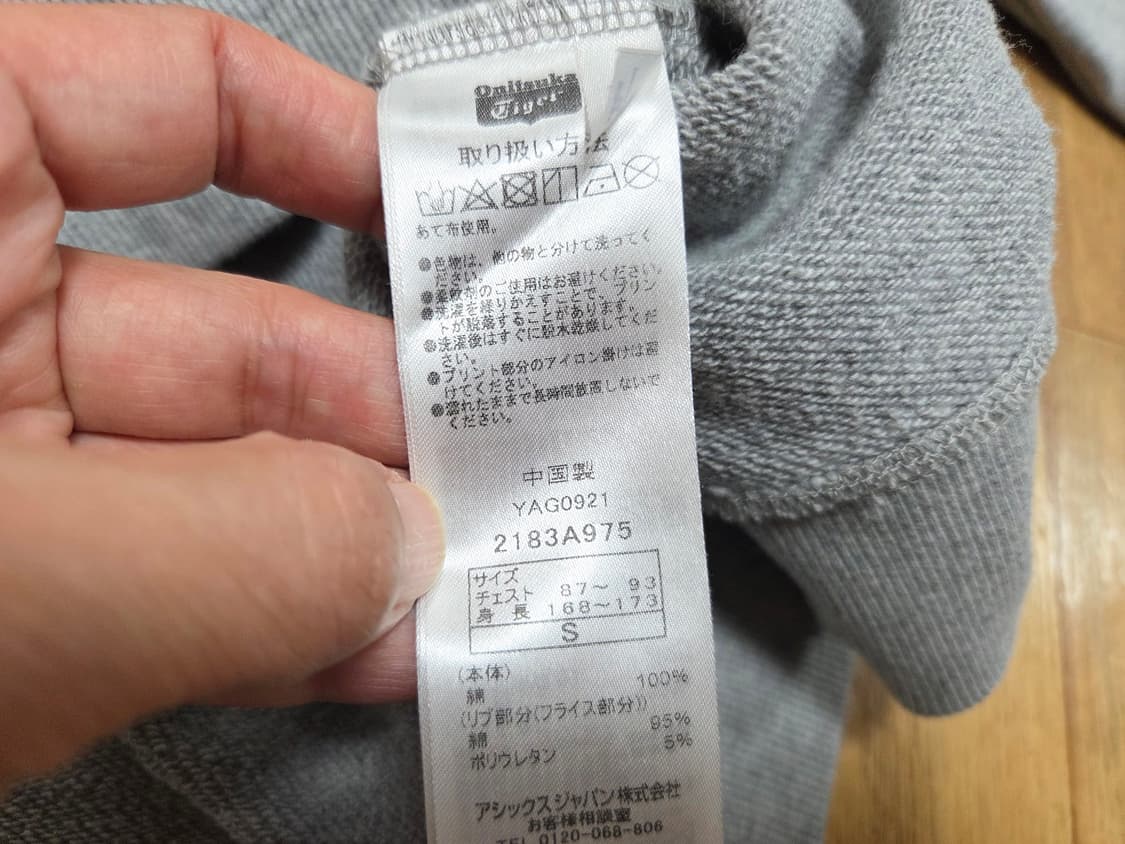 Onitsuka
Tiger
取り扱い方法
あて布使用。
●色物は、他の物と分けて洗ってく
ださい。
●柔軟剤のご使用はお避けください。
●洗濯を繰りかえすことで、プリン
トが脱落することがあります。
●洗濯後はすぐに脱水乾燥してくだ
さい。
●プリント部分のアイロン掛けは避
けてください。
●濡れたままで長時間放置しないで
ください。
中国製
YAG0921
2183A975
サイズ
チェスト 87～ 93
身 長 168～173
S
(本体)
綿 100%
(リブ部分(フライス部分))
綿 95%
ポリウレタン 5%
アシックスジャパン株式会社
お客様相談室
TEL 0120-068-806